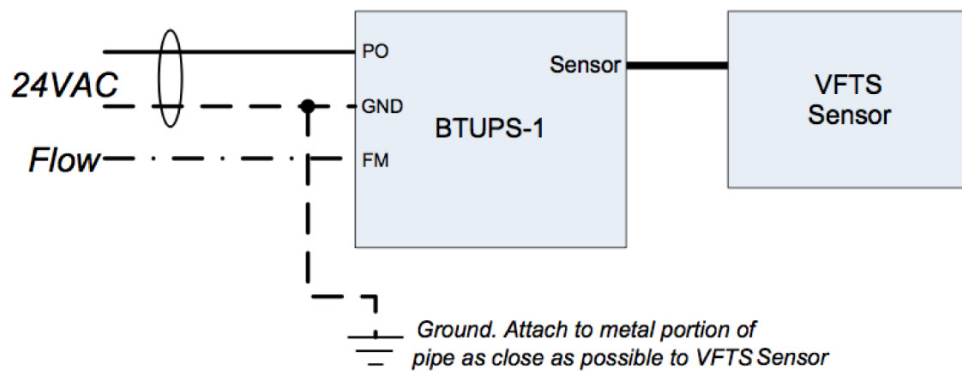 24VAC
Flow
PO
GND
FM
BTUPS-1
Sensor
VFTS
Sensor
Ground. Attach to metal portion of
pipe as close as possible to VFTS Sensor